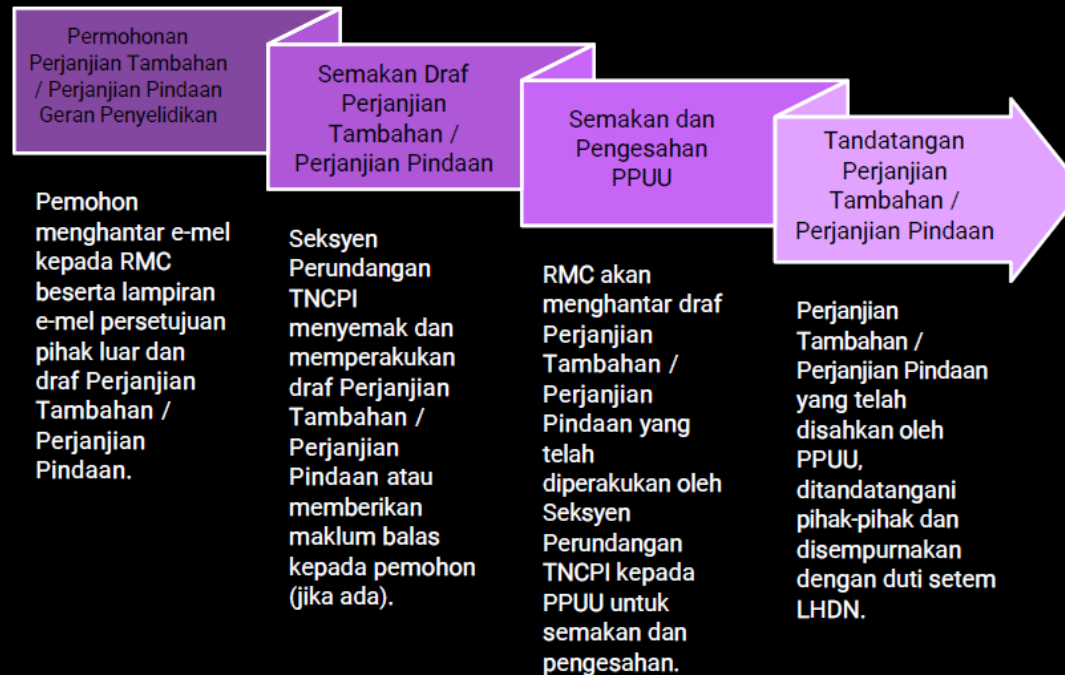 Permohonan
Perjanjian Tambahan
/ Perjanjian Pindaan
Geran Penyelidikan
Pemohon
menghantar e-mel
kepada RMC
beserta lampiran
e-mel persetujuan
pihak luar dan
draf Perjanjian
Tambahan /
Perjanjian
Pindaan.
Semakan Draf
Perjanjian
Tambahan /
Perjanjian Pindaan
Seksyen
Perundangan
TNCPI
menyemak dan
memperakukan
draf Perjanjian
Tambahan /
Perjanjian
Pindaan atau
memberikan
maklum balas
kepada pemohon
(jika ada).
Semakan dan
Pengesahan
PPUU
RMC akan
menghantar draf
Perjanjian
Tambahan /
Perjanjian
Pindaan yang
telah
diperakukan oleh
Seksyen
Perundangan
TNCPI kepada
PPUU untuk
semakan dan
pengesahan.
Tandatangan
Perjanjian
Tambahan /
Perjanjian Pindaan
Perjanjian
Tambahan /
Perjanjian Pindaan
yang telah
disahkan oleh
PPUU,
ditandatangani
pihak-pihak dan
disempurnakan
dengan duti setem
LHDN.